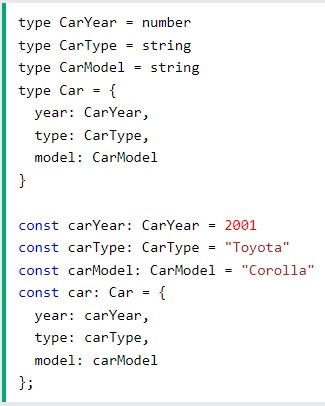 type CarYear = number
type CarType = string
type CarModel = string
type Car = {
  year: CarYear,
  type: CarType,
  model: CarModel
}

const carYear: CarYear = 2001
const carType: CarType = "Toyota"
const carModel: CarModel = "Corolla"
const car: Car = {
  year: carYear,
  type: carType,
  model: carModel
};